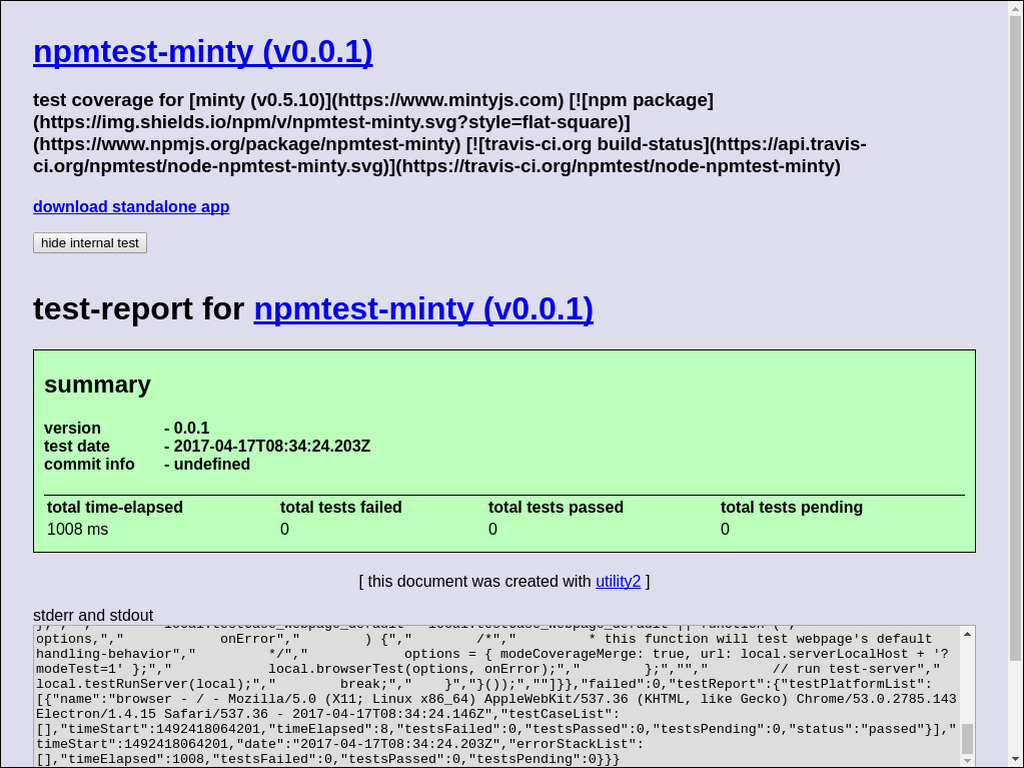 npmtest-minty (v0.0.1)
test coverage for [minty (v0.5.10)](https://www.mintyjs.com) [![npm package]
(https://img.shields.io/npm/v/npmtest-minty.svg?style=flat-square)]
(https://www.npmjs.org/package/npmtest-minty) [![travis-ci.org build-status](https://api.travis-
ci.org/npmtest/node-npmtest-minty.svg)](https://travis-ci.org/npmtest/node-npmtest-minty)
download standalone app
hide internal test
test-report for npmtest-minty (v0.0.1)
summary
version - 0.0.1
test date - 2017-04-17T08:34:24.203Z
commit info - undefined
total time-elapsed total tests failed total tests passed total tests pending
1008 ms 0 0 0
[ this document was created with utility2 ]
stderr and stdout
options,"," onError"," ) {"," /*"," * this function will test webpage's default
handling-behavior"," */"," options = { modeCoverageMerge: true, url: local.serverLocalHost + '?
modeTest=1' };"," local.browserTest(options, onError);"," };",""," // run test-server","
local.testRunServer(local);"," break;"," }","}());",""]}},"failed":0,"testReport":{"testPlatformList":
[{"name":"browser - / - Mozilla/5.0 (X11; Linux x86_64) AppleWebKit/537.36 (KHTML, like Gecko) Chrome/53.0.2785.143
Electron/1.4.15 Safari/537.36 - 2017-04-17T08:34:24.146Z","testCaseList":
[],"timeStart":1492418064201,"timeElapsed":8,"testsFailed":0,"testsPassed":0,"testsPending":0,"status":"passed"}],"
timeStart":1492418064201,"date":"2017-04-17T08:34:24.203Z","errorStackList":
[],"timeElapsed":1008,"testsFailed":0,"testsPassed":0,"testsPending":0}}}